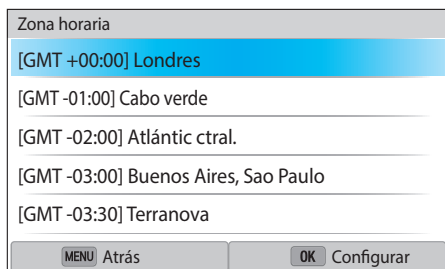 Zona horaria
[GMT +00:00] Londres
[GMT -01:00] Cabo verde
[GMT -02:00] Atlántic ctral.
[GMT -03:00] Buenos Aires, Sao Paulo
[GMT -03:30] Terranova
MENU Atrás OK Configurar